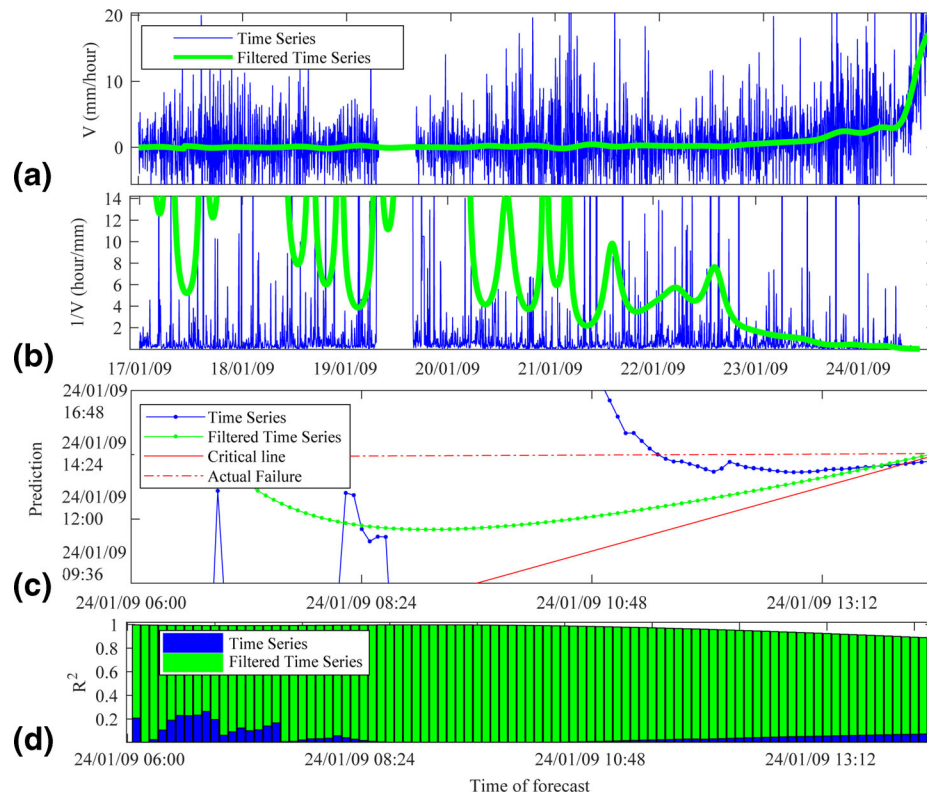 (a)
V (mm/hour)
20
10
0
Time Series
Filtered Time Series
(b)
1/V (hour/mm)
14
12
10
8
6
4
2
17/01/09 18/01/09 19/01/09 20/01/09 21/01/09 22/01/09 23/01/09 24/01/09
(c)
Prediction
24/01/09
16:48
24/01/09
14:24
24/01/09
12:00
24/01/09
09:36
Time Series
Filtered Time Series
Critical line
Actual Failure
24/01/09 06:00 24/01/09 08:24 24/01/09 10:48 24/01/09 13:12
(d)
R²
1
0.8
0.6
0.4
0.2
Time Series
Filtered Time Series
24/01/09 06:00 24/01/09 08:24 24/01/09 10:48 24/01/09 13:12
Time of forecast